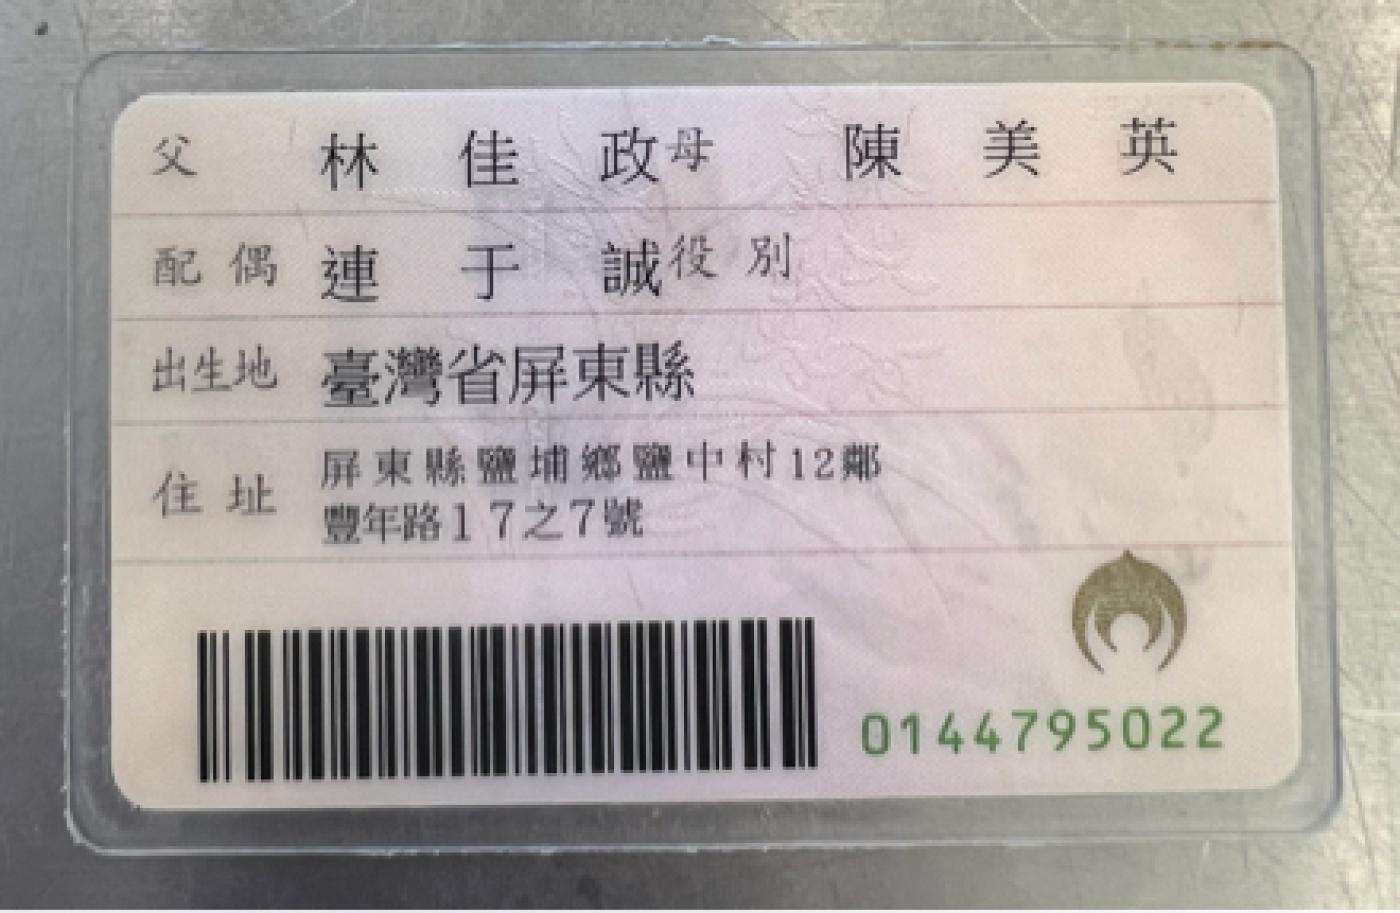 父 林佳政 母 陳美英
配偶 連于誠 役別
出生地 臺灣省屏東縣
住址 屏東縣鹽埔鄉鹽中村12鄰
豐年路17之7號
0144795022